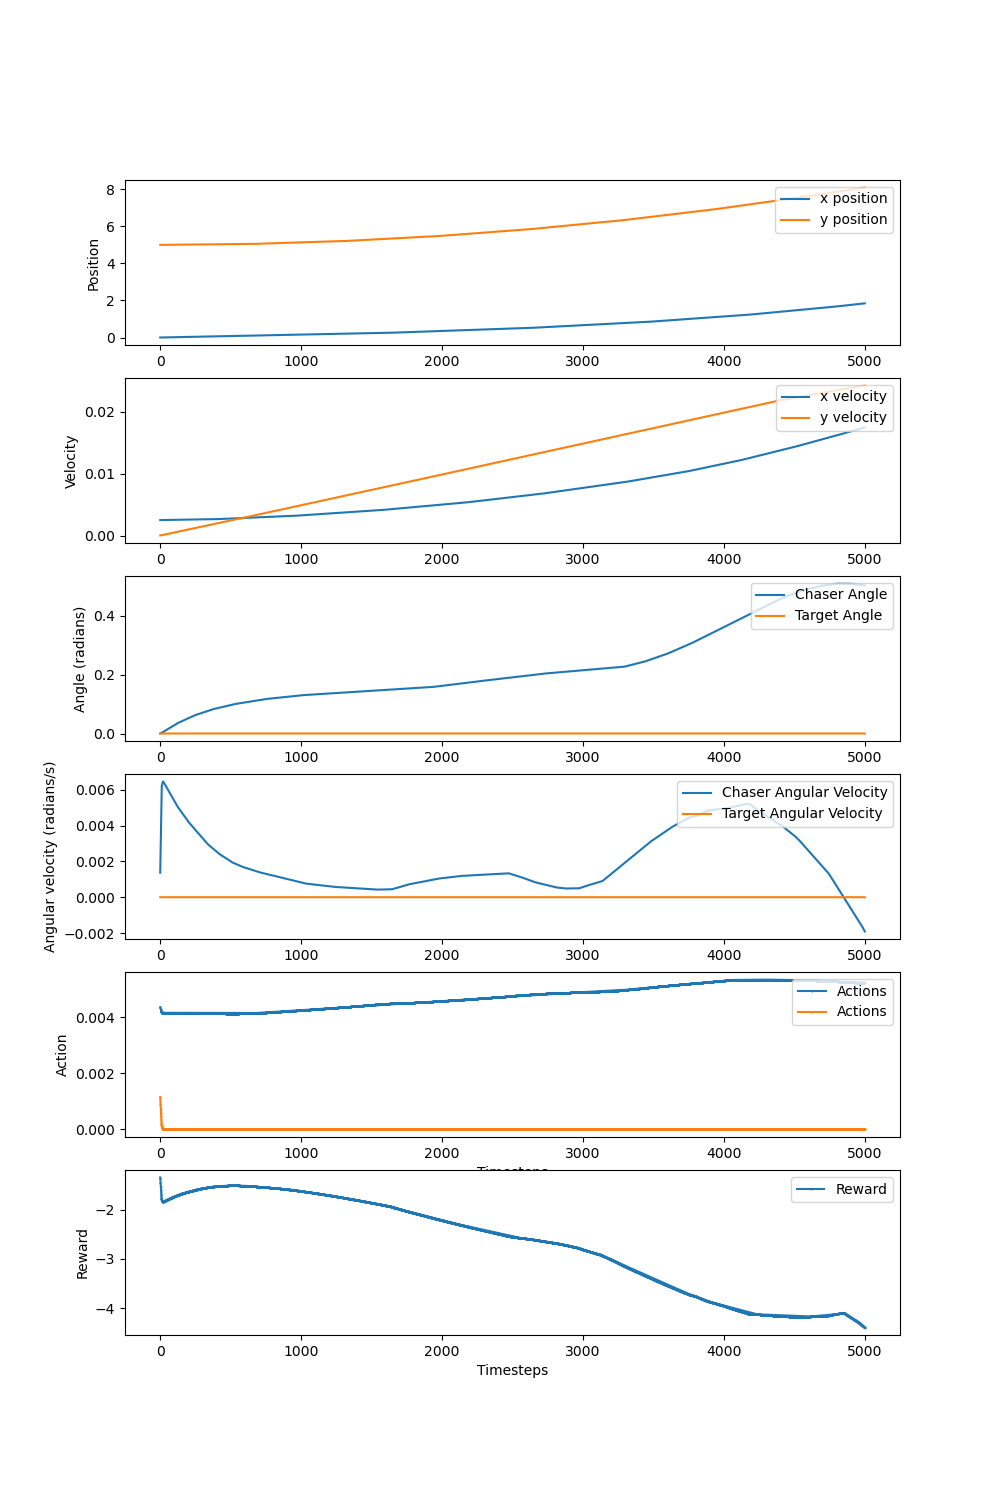 8
6
4
2
0
Position
x position
y position
0 1000 2000 3000 4000 5000
0.02
0.01
0.00
Velocity
x velocity
y velocity
0 1000 2000 3000 4000 5000
0.4
0.2
0.0
Angle (radians)
Chaser Angle
Target Angle
0 1000 2000 3000 4000 5000
0.006
0.004
0.002
0.000
−0.002
Angular velocity (radians/s)
Chaser Angular Velocity
Target Angular Velocity
0 1000 2000 3000 4000 5000
0.004
0.002
0.000
Action
Actions
Actions
0 1000 2000 3000 4000 5000
Timesteps
−2
−3
−4
Reward
Reward
0 1000 2000 3000 4000 5000
Timesteps